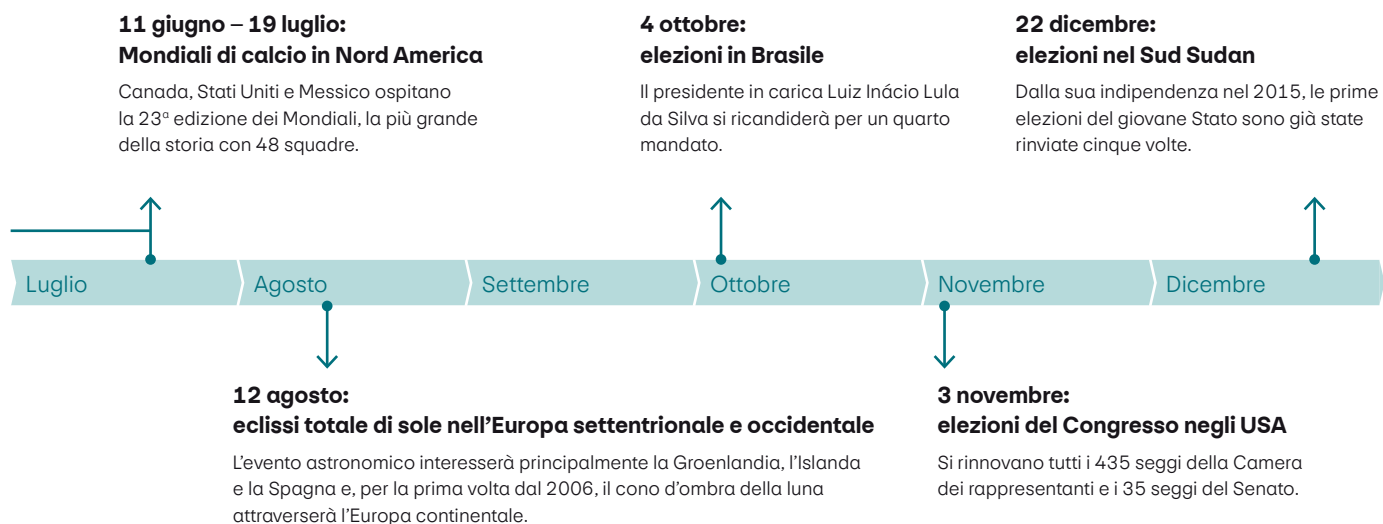 11 giugno – 19 luglio:
Mondiali di calcio in Nord America
Canada, Stati Uniti e Messico ospitano
la 23ª edizione dei Mondiali, la più grande
della storia con 48 squadre.
4 ottobre:
elezioni in Brasile
Il presidente in carica Luiz Inácio Lula
da Silva si ricandiderà per un quarto
mandato.
22 dicembre:
elezioni nel Sud Sudan
Dalla sua indipendenza nel 2015, le prime
elezioni del giovane Stato sono già state
rinviate cinque volte.
Luglio
Agosto
Settembre
Ottobre
Novembre
Dicembre
12 agosto:
eclissi totale di sole nell’Europa settentrionale e occidentale
L’evento astronomico interesserà principalmente la Groenlandia, l’Islanda
e la Spagna e, per la prima volta dal 2006, il cono d’ombra della luna
attraverserà l’Europa continentale.
3 novembre:
elezioni del Congresso negli USA
Si rinnovano tutti i 435 seggi della Camera
dei rappresentanti e i 35 seggi del Senato.